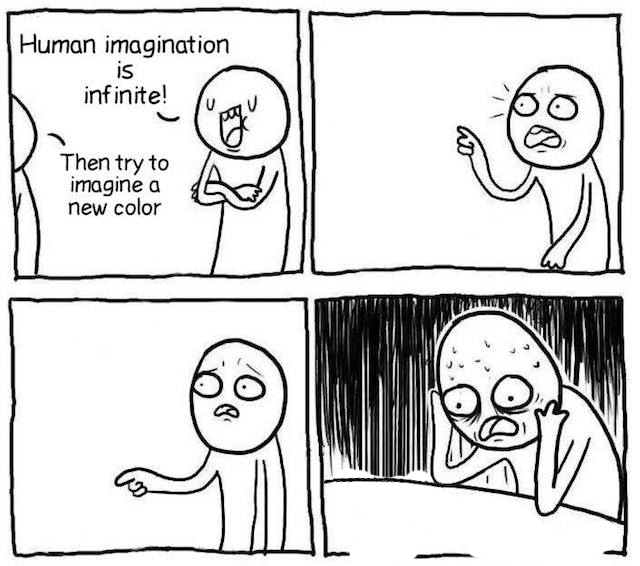 Human imagination
is
infinite!
Then try to
imagine a
new color